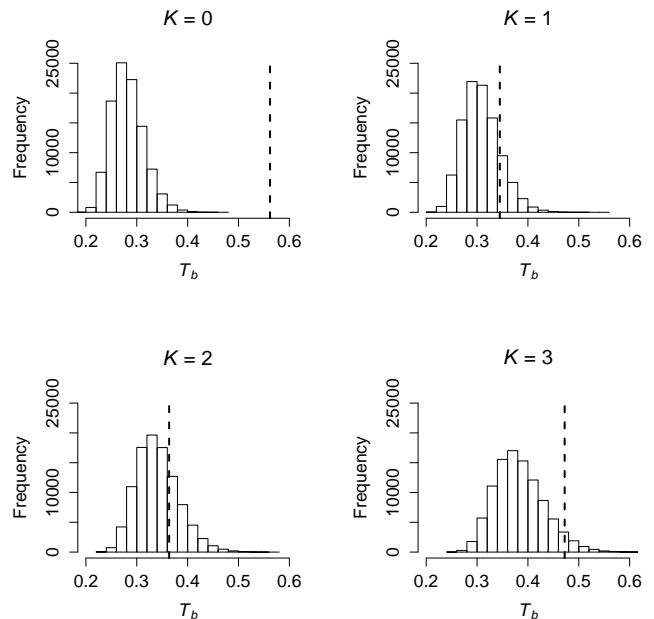 K = 0
Frequency
0
10000
25000
0.2 0.3 0.4 0.5 0.6
T_b
K = 1
Frequency
0
10000
25000
0.2 0.3 0.4 0.5 0.6
T_b
K = 2
Frequency
0
10000
25000
0.2 0.3 0.4 0.5 0.6
T_b
K = 3
Frequency
0
10000
25000
0.2 0.3 0.4 0.5 0.6
T_b